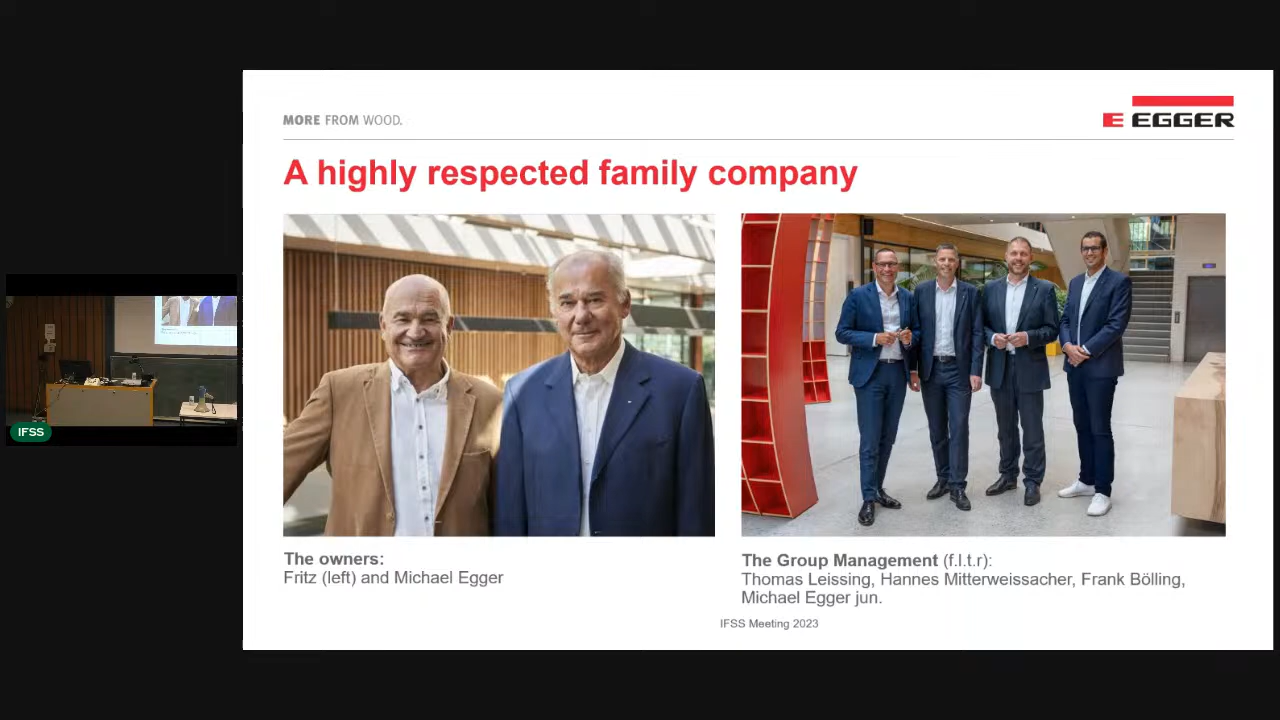 MORE FROM WOOD.
EGGER
A highly respected family company
The owners:
Fritz (left) and Michael Egger
The Group Management (f.l.t.r):
Thomas Leissing, Hannes Mitterweissacher, Frank Bölling,
Michael Egger jun.
IFSS Meeting 2023
IFSS